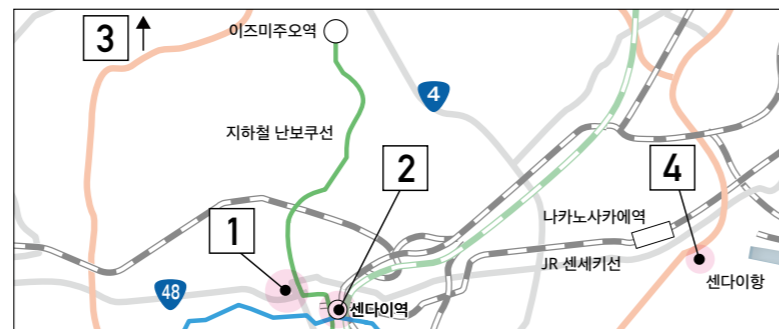 3
이즈미주오역
4
지하철 난보쿠선
2
4
1
나카노사카에역
JR 센세키선
48
센다이역
센다이항